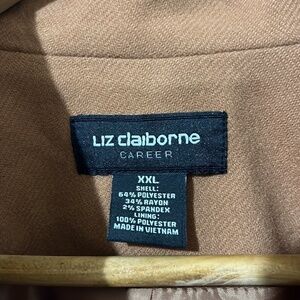 LIZ claiborne
CAREER
XXL
SHELL:
64% POLYESTER
34% RAYON
2% SPANDEX
LINING:
100% POLYESTER
MADE IN VIETNAM